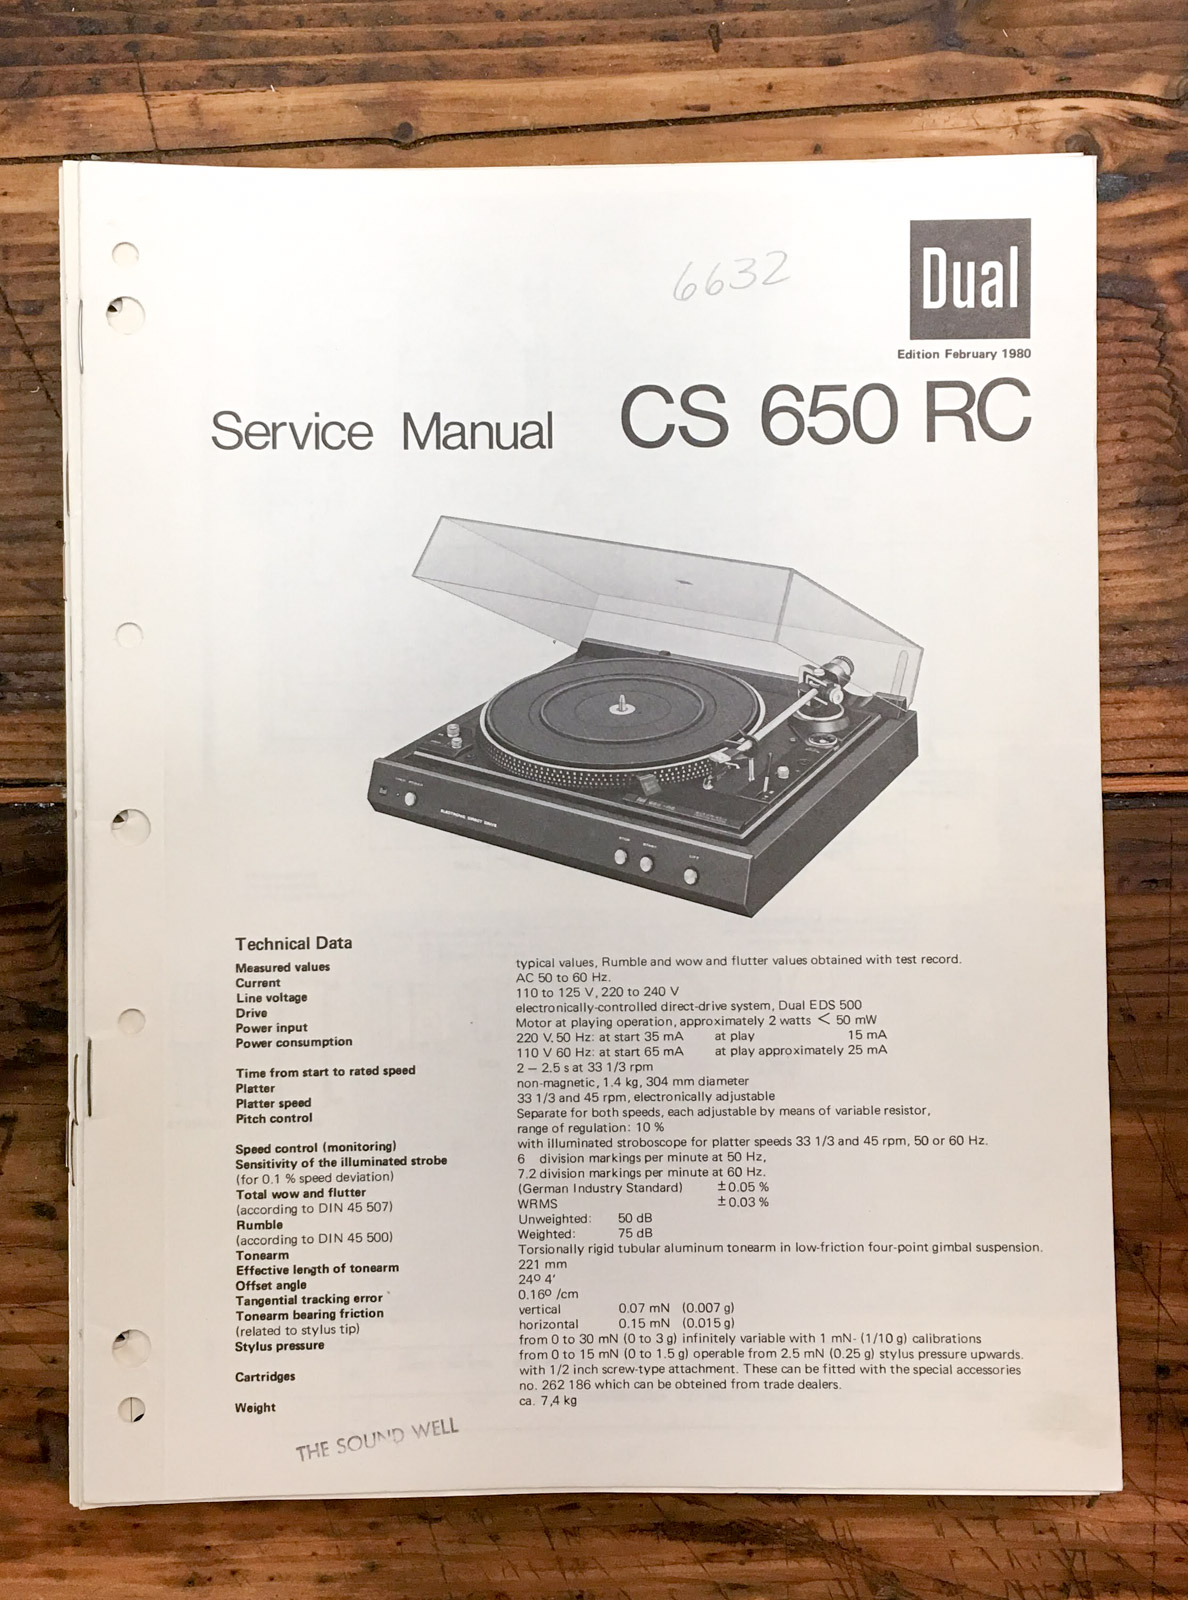 6632
Dual
Edition February 1980
Service Manual CS 650 RC
ELECTRONIC DIRECT DRIVE
STOP START LIFT
Technical Data
Measured values typical values, Rumble and wow and flutter values obtained with test record.
Current AC 50 to 60 Hz.
Line voltage 110 to 125 V, 220 to 240 V
Drive electronically-controlled direct-drive system, Dual EDS 500
Power input Motor at playing operation, approximately 2 watts < 50 mW
Power consumption 220 V. 50 Hz: at start 35 mA at play 15 mA
110 V 60 Hz: at start 65 mA at play approximately 25 mA
Time from start to rated speed 2 – 2.5 s at 33 1/3 rpm
Platter non-magnetic, 1.4 kg, 304 mm diameter
Platter speed 33 1/3 and 45 rpm, electronically adjustable
Pitch control Separate for both speeds, each adjustable by means of variable resistor,
range of regulation: 10 %
Speed control (monitoring) with illuminated stroboscope for platter speeds 33 1/3 and 45 rpm, 50 or 60 Hz.
Sensitivity of the illuminated strobe 6 division markings per minute at 50 Hz,
(for 0.1 % speed deviation) 7.2 division markings per minute at 60 Hz.
Total wow and flutter (German Industry Standard) ±0.05 %
(according to DIN 45 507) WRMS ±0.03 %
Rumble Unweighted: 50 dB
(according to DIN 45 500) Weighted: 75 dB
Tonearm Torsionally rigid tubular aluminum tonearm in low-friction four-point gimbal suspension.
Effective length of tonearm 221 mm
Offset angle 24º 4'
Tangential tracking error 0.16º /cm
Tonearm bearing friction vertical 0.07 mN (0.007 g)
(related to stylus tip) horizontal 0.15 mN (0.015 g)
Stylus pressure from 0 to 30 mN (0 to 3 g) infinitely variable with 1 mN- (1/10 g) calibrations
from 0 to 15 mN (0 to 1.5 g) operable from 2.5 mN (0.25 g) stylus pressure upwards.
Cartridges with 1/2 inch screw-type attachment. These can be fitted with the special accessories
no. 262 186 which can be obteined from trade dealers.
Weight ca. 7,4 kg
THE SOUND WELL